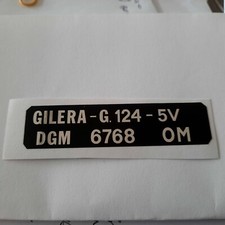 GILERA - G. 124 - 5V
DGM 6768 OM